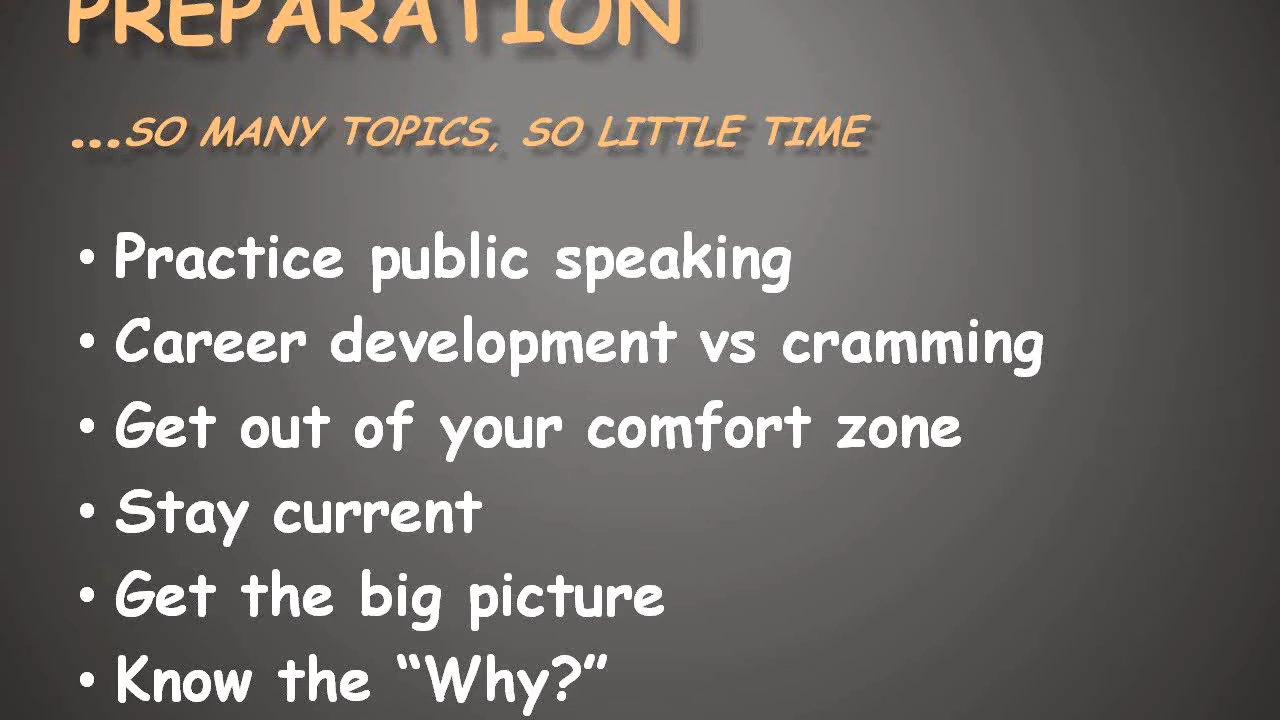 PREPARATION
...SO MANY TOPICS, SO LITTLE TIME
• Practice public speaking
• Career development vs cramming
• Get out of your comfort zone
• Stay current
• Get the big picture
• Know the “Why?”